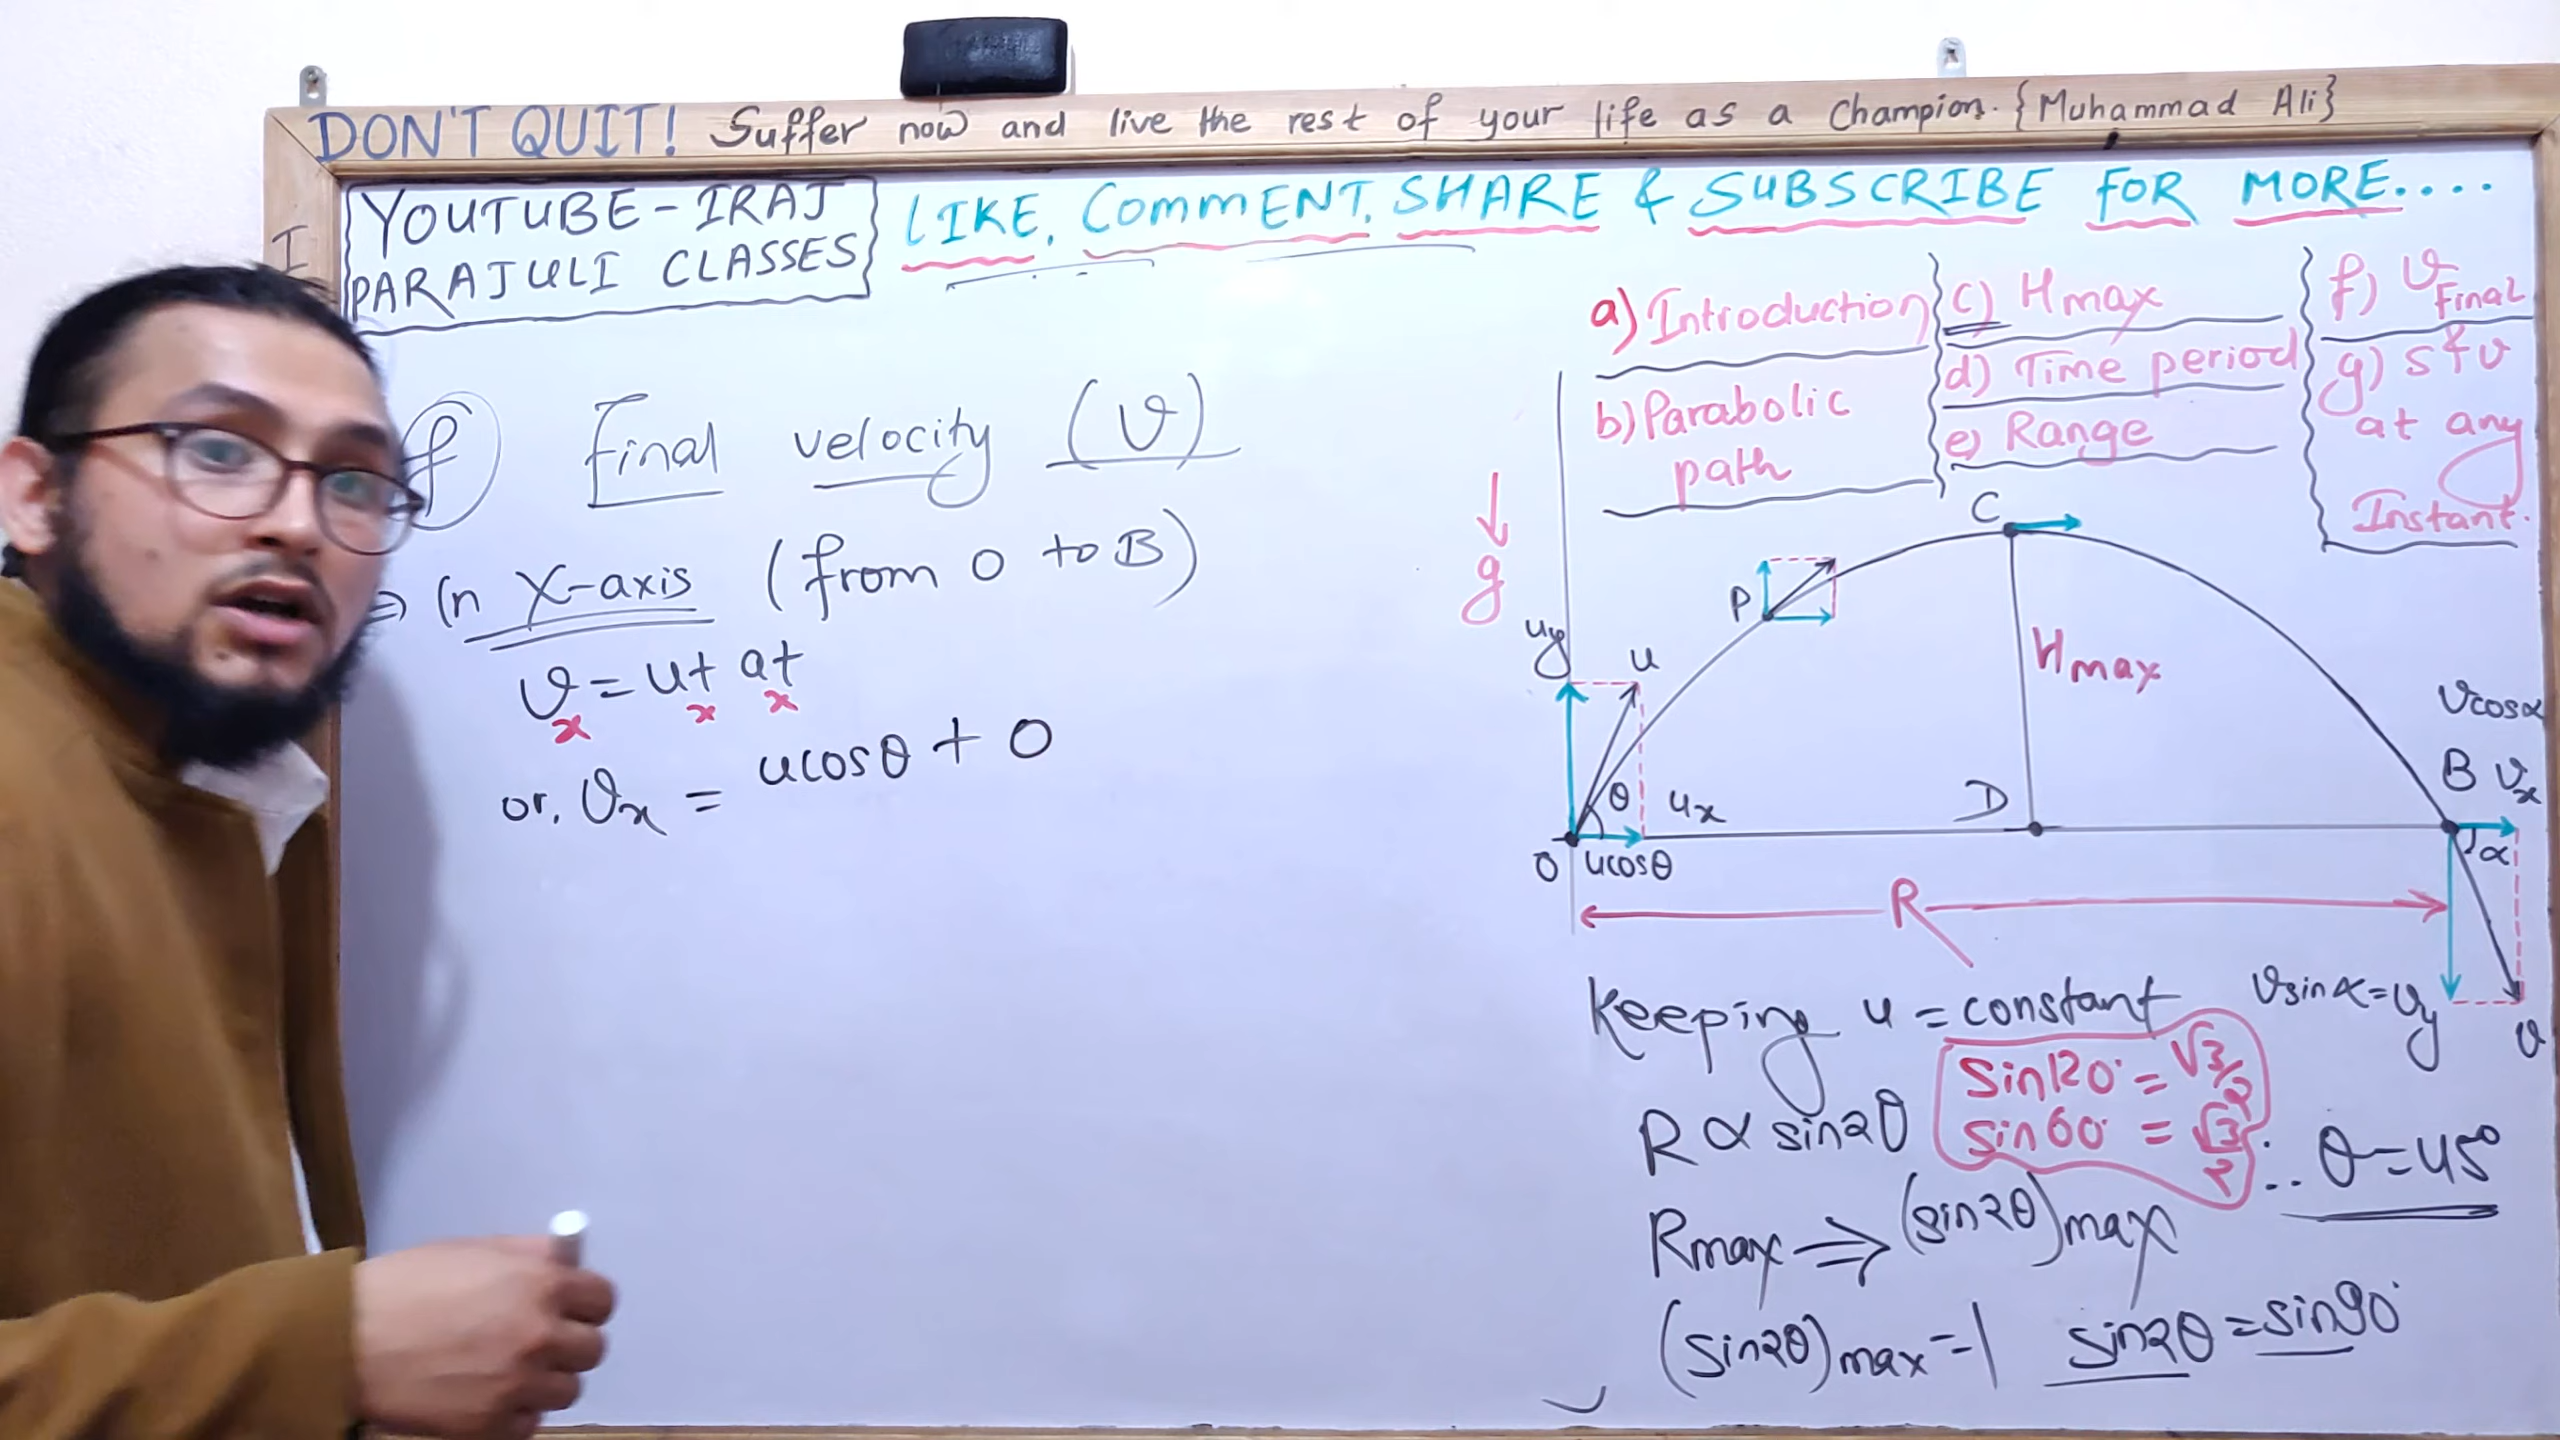 DON'T QUIT! Suffer now and live the rest of your life as a Champion. {Muhammad Ali}
I
YOUTUBE-IRAJ
PARAJULI CLASSES
LIKE, COMMENT, SHARE & SUBSCRIBE FOR MORE....
a) Introduction
b) Parabolic
path
c) Hmax
d) Time period
e) Range
f) v Final
g) s & v
at any
Instant.
f Final velocity (v)
⇒ In X-axis (from O to B)
vx = ux + axt
or, vx = ucosθ + 0
g
C
P
uy
u
Hmax
vcosα
B vx
θ ux
D
α
O ucosθ
R
vsinα = vy
v
Keeping u = constant
R ∝ sin2θ
Sin120° = √3/2
Sin60° = √3/2
∴ θ = 45°
Rmax ⇒ (sin2θ)max
(sin2θ)max = 1 sin2θ = sin90°